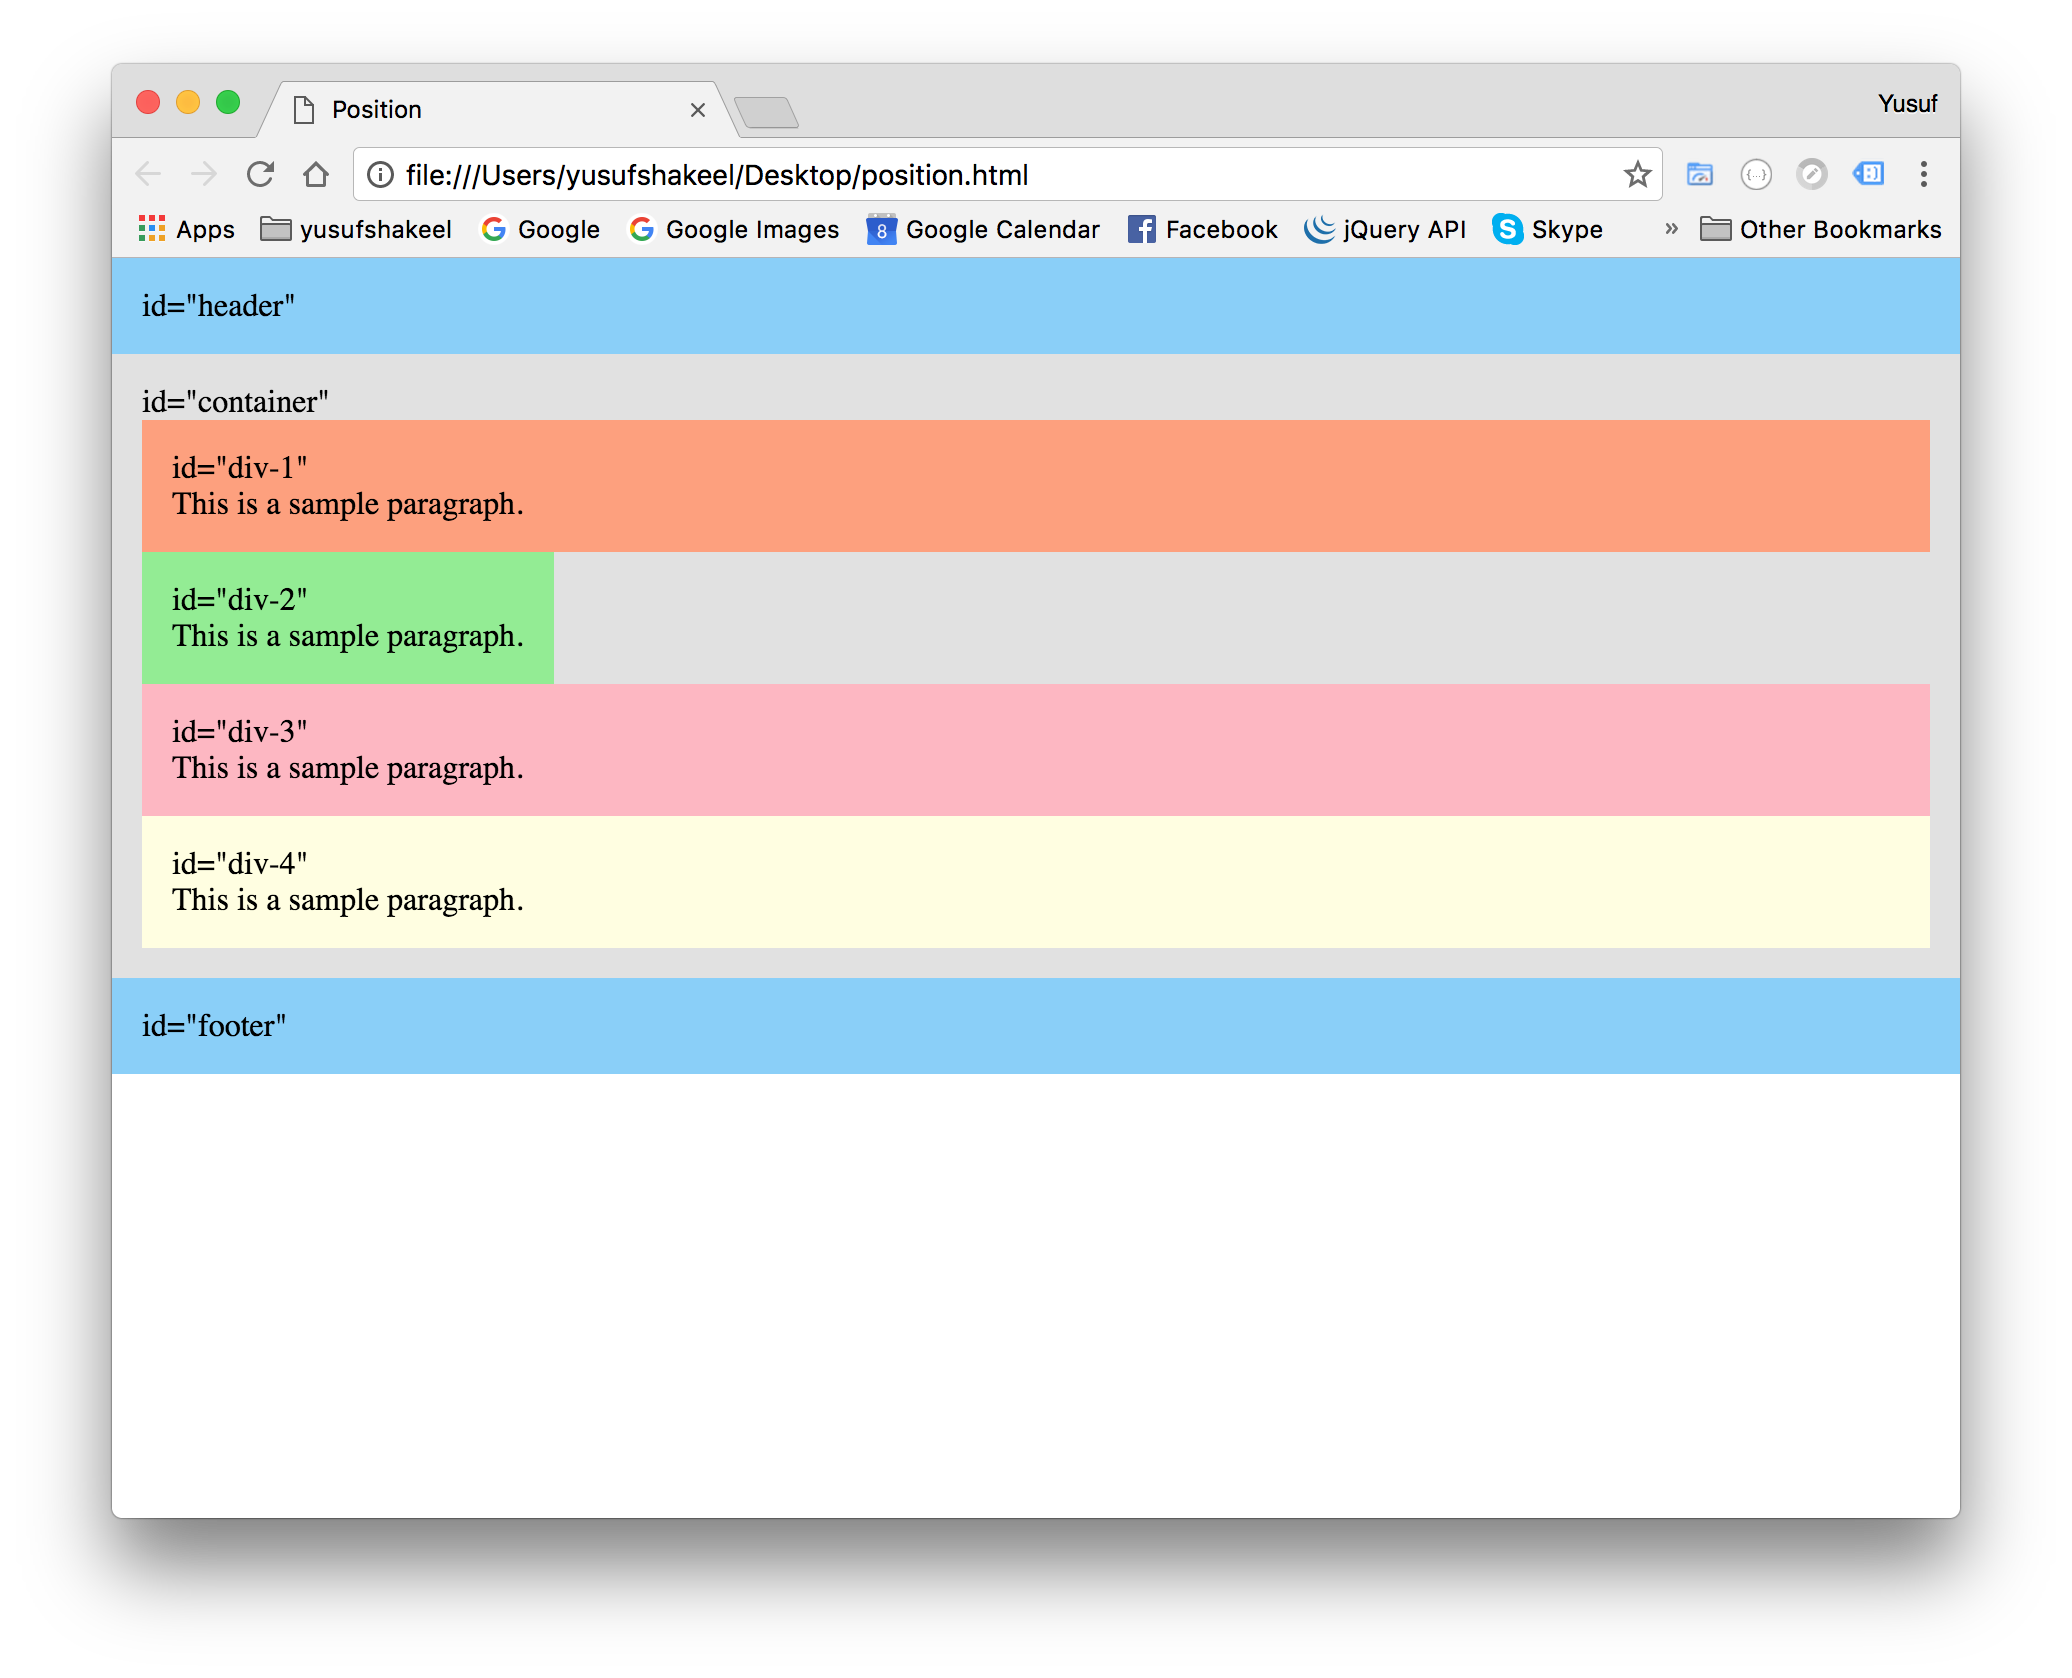 Position
Yusuf
file:///Users/yusufshakeel/Desktop/position.html
Apps yusufshakeel Google Google Images 8 Google Calendar Facebook jQuery API Skype » Other Bookmarks
id="header"
id="container"
id="div-1"
This is a sample paragraph.
id="div-2"
This is a sample paragraph.
id="div-3"
This is a sample paragraph.
id="div-4"
This is a sample paragraph.
id="footer"